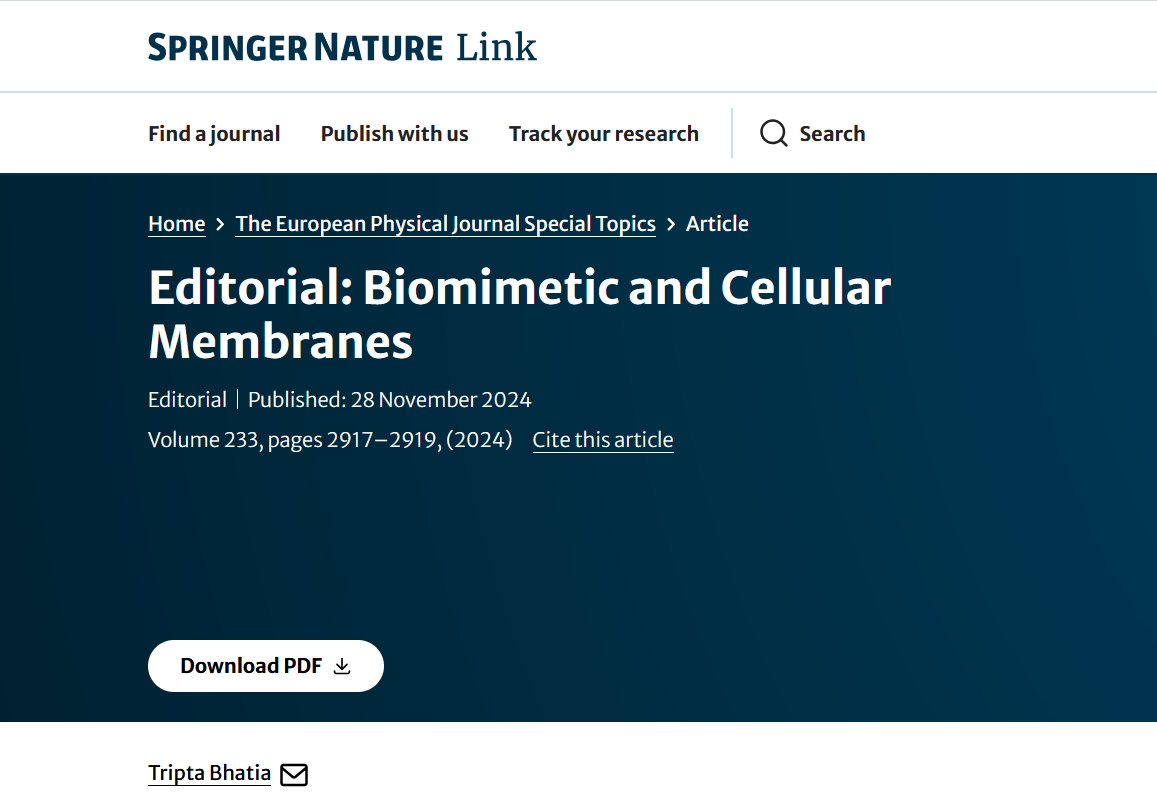 SPRINGER NATURE Link
Find a journal Publish with us Track your research Search
Home > The European Physical Journal Special Topics > Article
Editorial: Biomimetic and Cellular
Membranes
Editorial | Published: 28 November 2024
Volume 233, pages 2917–2919, (2024) Cite this article
Download PDF
Tripta Bhatia